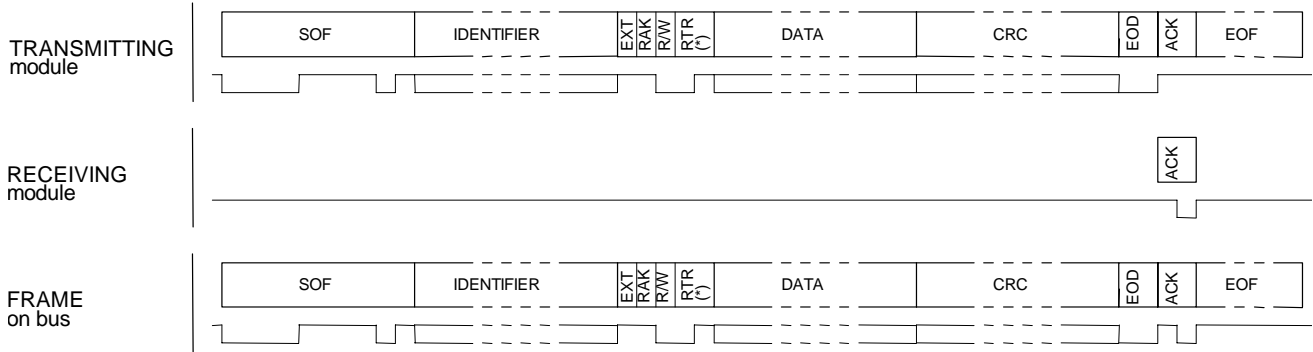 TRANSMITTING
module
SOF
IDENTIFIER
EXT
RAK
R/W
RTR
(*)
DATA
CRC
EOD
ACK
EOF
RECEIVING
module
ACK
FRAME
on bus
SOF
IDENTIFIER
EXT
RAK
R/W
RTR
(*)
DATA
CRC
EOD
ACK
EOF